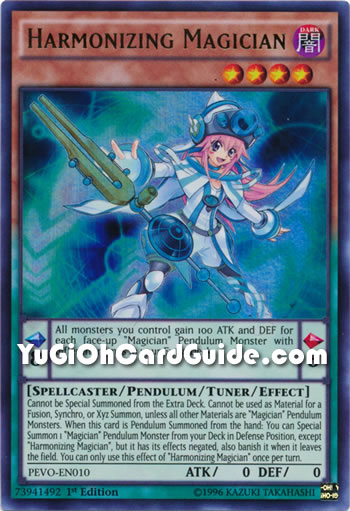 HARMONIZING MAGICIAN
DARK
闇
All monsters you control gain 100 ATK and DEF for
each face-up "Magician" Pendulum Monster with
YuGiOhCardGuide.com
[SPELLCASTER/PENDULUM/TUNER/EFFECT]
Cannot be Special Summoned from the Extra Deck. Cannot be used as Material for a
Fusion, Synchro, or Xyz Summon, unless all other Materials are "Magician" Pendulum
Monsters. When this card is Pendulum Summoned from the hand: You can Special
Summon 1 "Magician" Pendulum Monster from your Deck in Defense Position, except
"Harmonizing Magician", but it has its effects negated, also banish it when it leaves
the field. You can only use this effect of "Harmonizing Magician" once per turn.
PEVO-EN010 ATK/ 0 DEF/ 0
73941492 1st Edition ©1996 KAZUKI TAKAHASHI